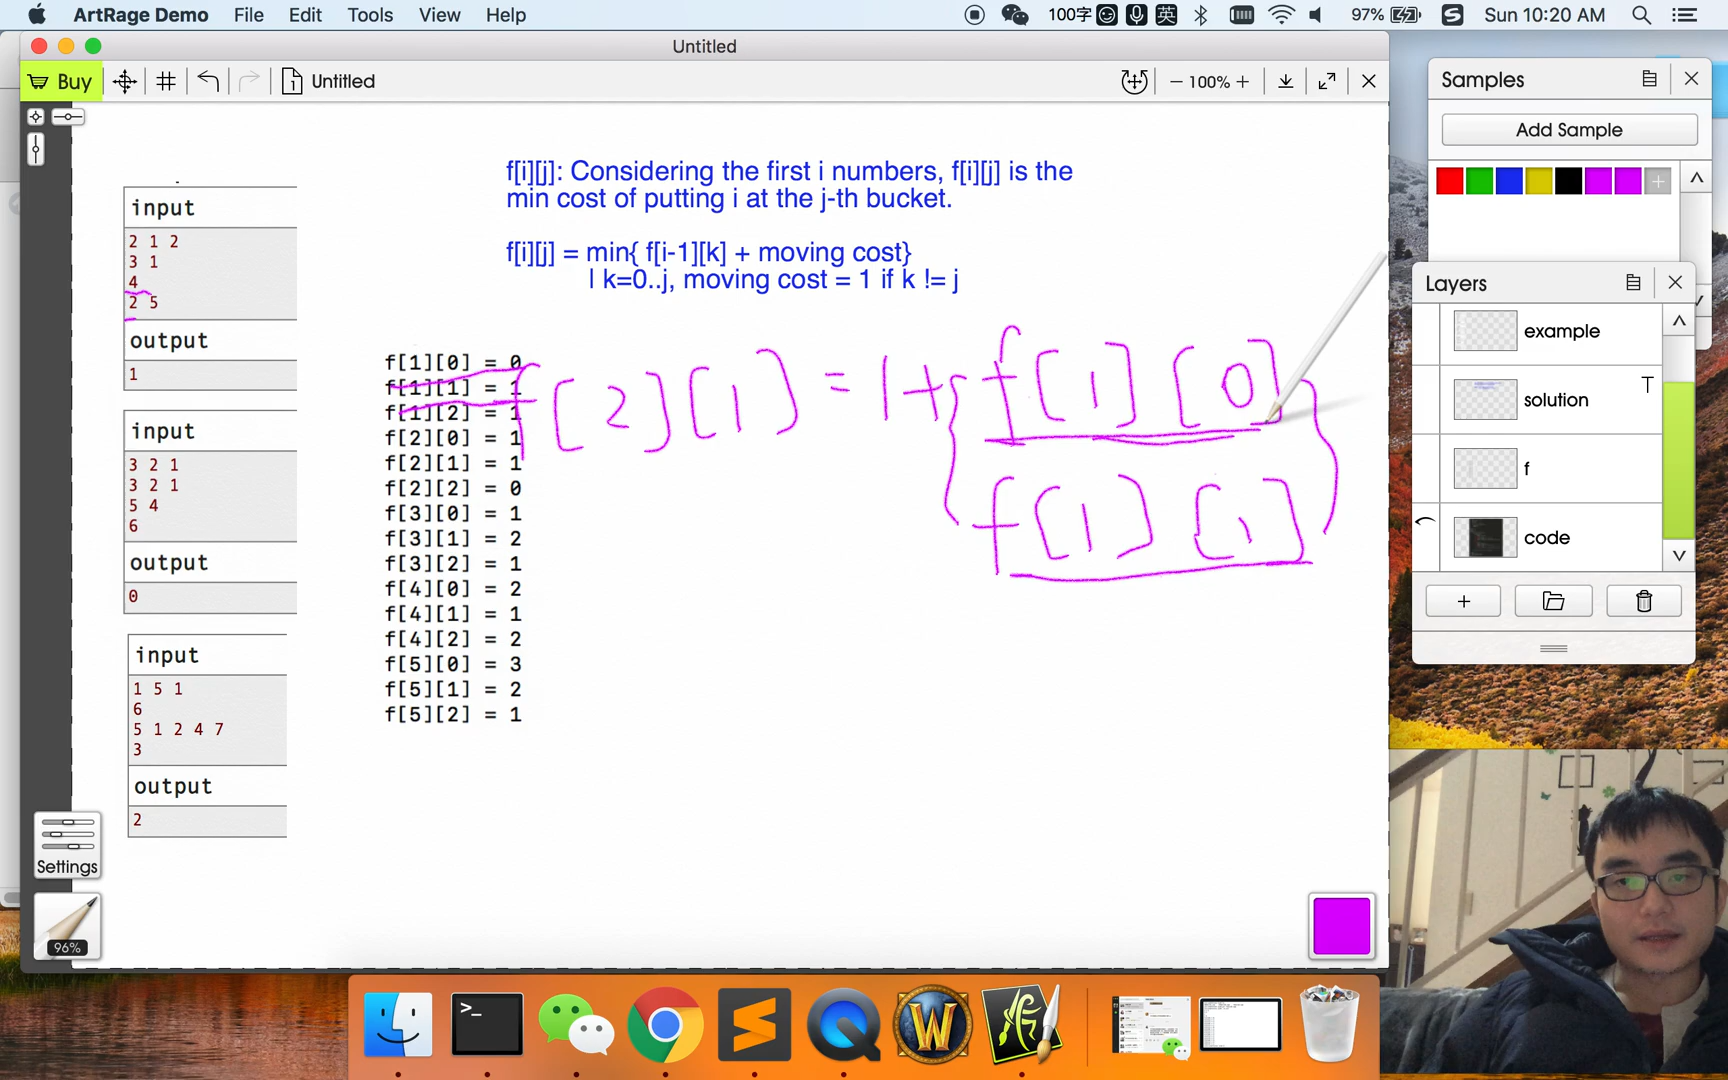 ArtRage Demo File Edit Tools View Help 100字 英 97% Sun 10:20 AM
Untitled
Buy Untitled 100%
f[i][j]: Considering the first i numbers, f[i][j] is the
min cost of putting i at the j-th bucket.
f[i][j] = min{ f[i-1][k] + moving cost}
| k=0..j, moving cost = 1 if k != j
input
2 1 2
3 1
4
2 5
output
1
input
3 2 1
3 2 1
5 4
6
output
0
input
1 5 1
6
5 1 2 4 7
3
output
2
f[1][0] = 0
f[1][1] = 1
f[1][2] = 1
f[2][0] = 1
f[2][1] = 1
f[2][2] = 0
f[3][0] = 1
f[3][1] = 2
f[3][2] = 1
f[4][0] = 2
f[4][1] = 1
f[4][2] = 2
f[5][0] = 3
f[5][1] = 2
f[5][2] = 1
f[2][1] = 1+{ f[1][0]
f[1][1] }
Settings
96%
Samples
Add Sample
Layers
example
solution T
f
code